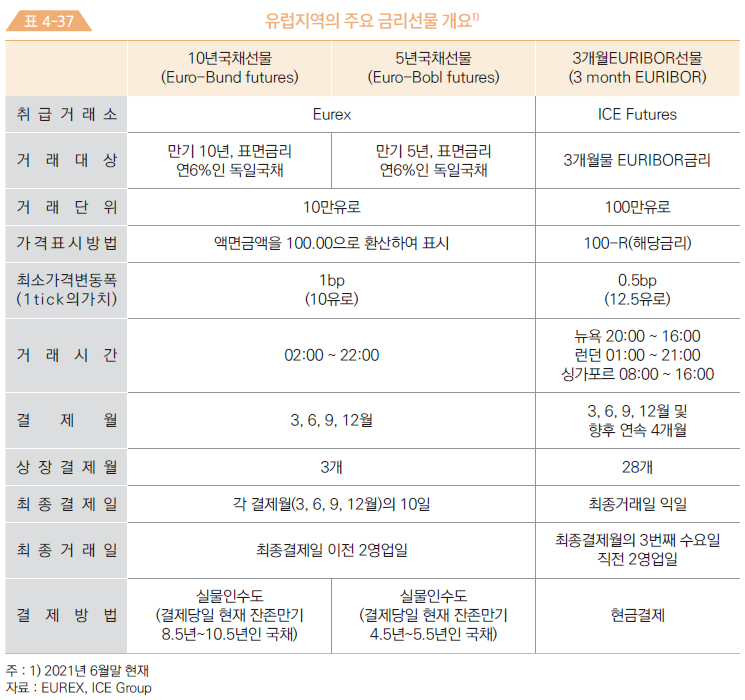 표 4-37
유럽지역의 주요 금리선물 개요1)
10년국채선물
(Euro-Bund futures)
5년국채선물
(Euro-Bobl futures)
3개월EURIBOR선물
(3 month EURIBOR)
취급거래소
Eurex
ICE Futures
거래대상
만기 10년, 표면금리
연6%인 독일국채
만기 5년, 표면금리
연6%인 독일국채
3개월물 EURIBOR금리
거래단위
10만유로
100만유로
가격표시방법
액면금액을 100.00으로 환산하여 표시
100-R(해당금리)
최소가격변동폭
(1tick의가치)
1bp
(10유로)
0.5bp
(12.5유로)
거래시간
02:00 ~ 22:00
뉴욕 20:00 ~ 16:00
런던 01:00 ~ 21:00
싱가포르 08:00 ~ 16:00
결제월
3, 6, 9, 12월
3, 6, 9, 12월 및
향후 연속 4개월
상장결제월
3개
28개
최종결제일
각 결제월(3, 6, 9, 12월)의 10일
최종거래일 익일
최종거래일
최종결제일 이전 2영업일
최종결제월의 3번째 수요일
직전 2영업일
결제방법
실물인수도
(결제당일 현재 잔존만기
8.5년~10.5년인 국채)
실물인수도
(결제당일 현재 잔존만기
4.5년~5.5년인 국채)
현금결제
주 : 1) 2021년 6월말 현재
자료 : EUREX, ICE Group